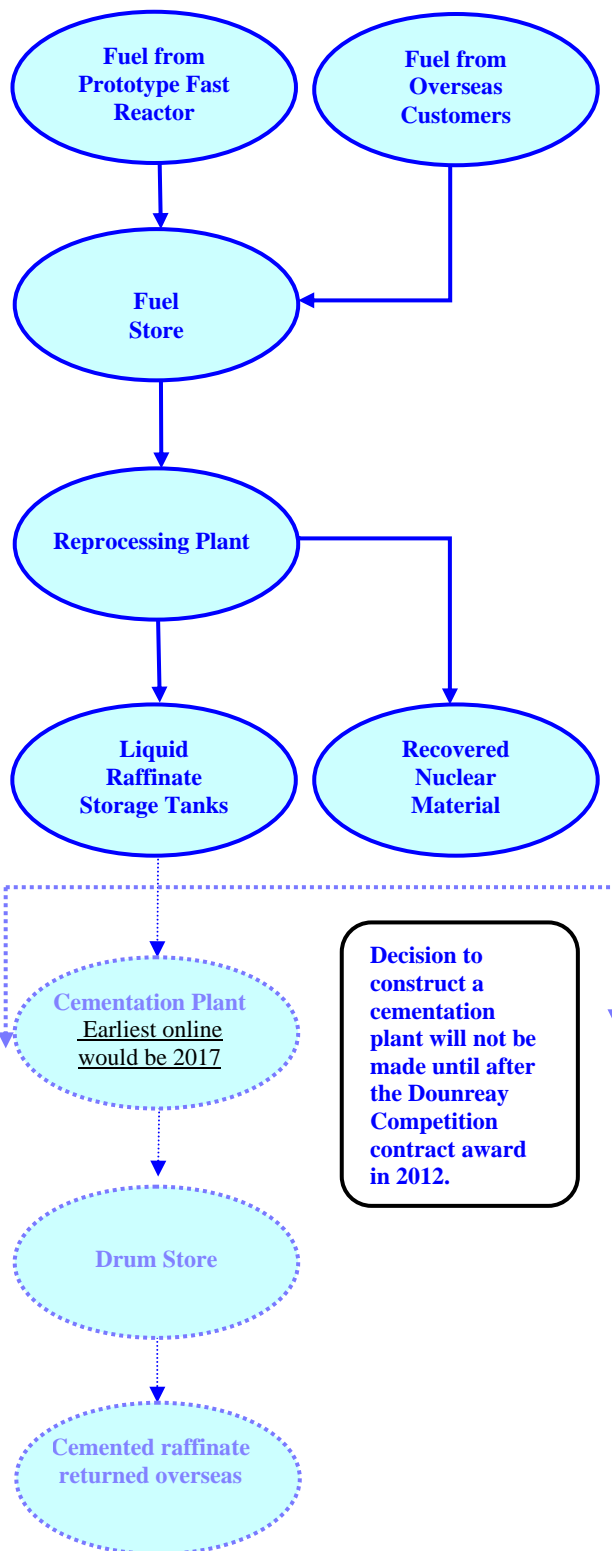 Fuel from
Prototype Fast
Reactor
Fuel from
Overseas
Customers
Fuel
Store
Reprocessing Plant
Liquid
Raffinate
Storage Tanks
Recovered
Nuclear
Material
Cementation Plant
Earliest online
would be 2017
Decision to
construct a
cementation
plant will not be
made until after
the Dounreay
Competition
contract award
in 2012.
Drum Store
Cemented raffinate
returned overseas